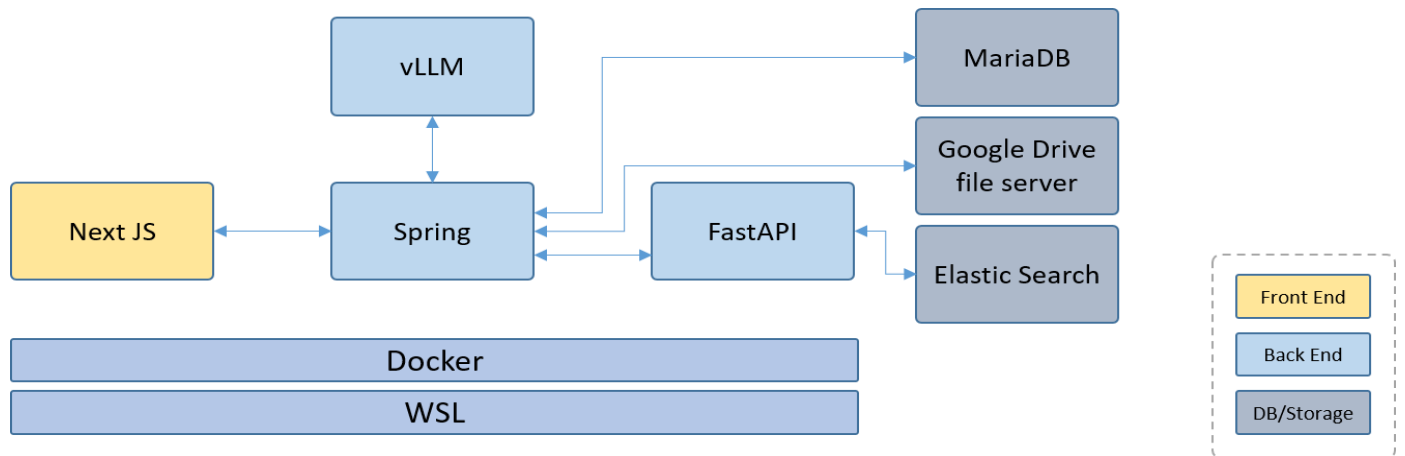 vLLM
MariaDB
Google Drive
file server
Next JS
Spring
FastAPI
Elastic Search
Docker
WSL
Front End
Back End
DB/Storage